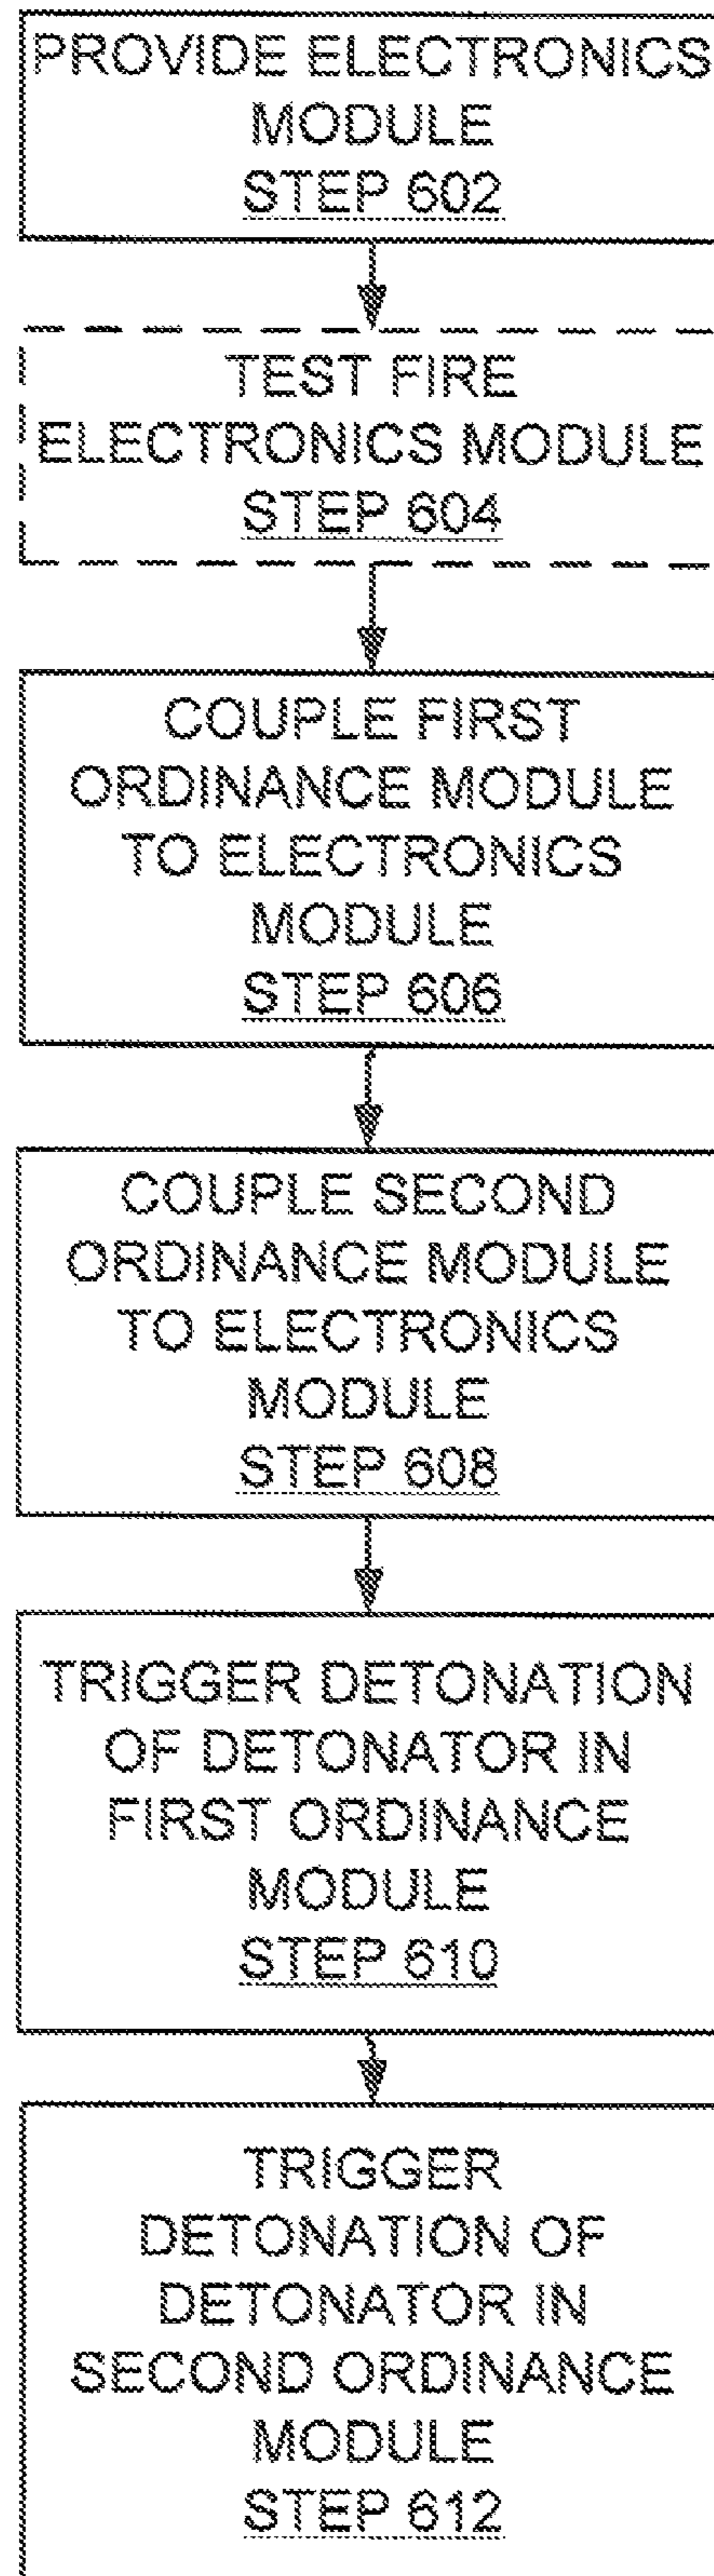 PROVIDE ELECTRONICS
MODULE
STEP 602
TEST FIRE
ELECTRONICS MODULE
STEP 604
COUPLE FIRST
ORDINANCE MODULE
TO ELECTRONICS
MODULE
STEP 606
COUPLE SECOND
ORDINANCE MODULE
TO ELECTRONICS
MODULE
STEP 608
TRIGGER DETONATION
OF DETONATOR IN
FIRST ORDINANCE
MODULE
STEP 610
TRIGGER
DETONATION OF
DETONATOR IN
SECOND ORDINANCE
MODULE
STEP 612